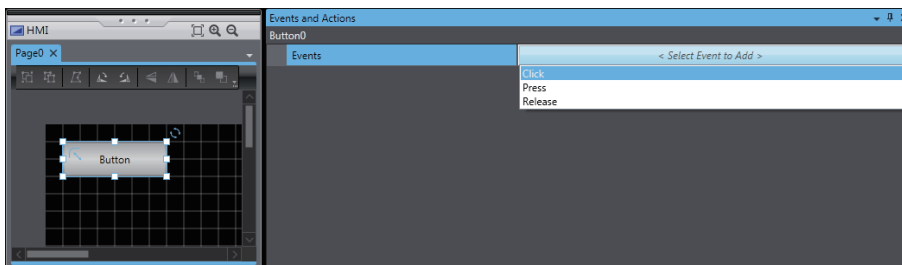 HMI
Page0
Button
Events and Actions
Button0
Events
< Select Event to Add >
Click
Press
Release